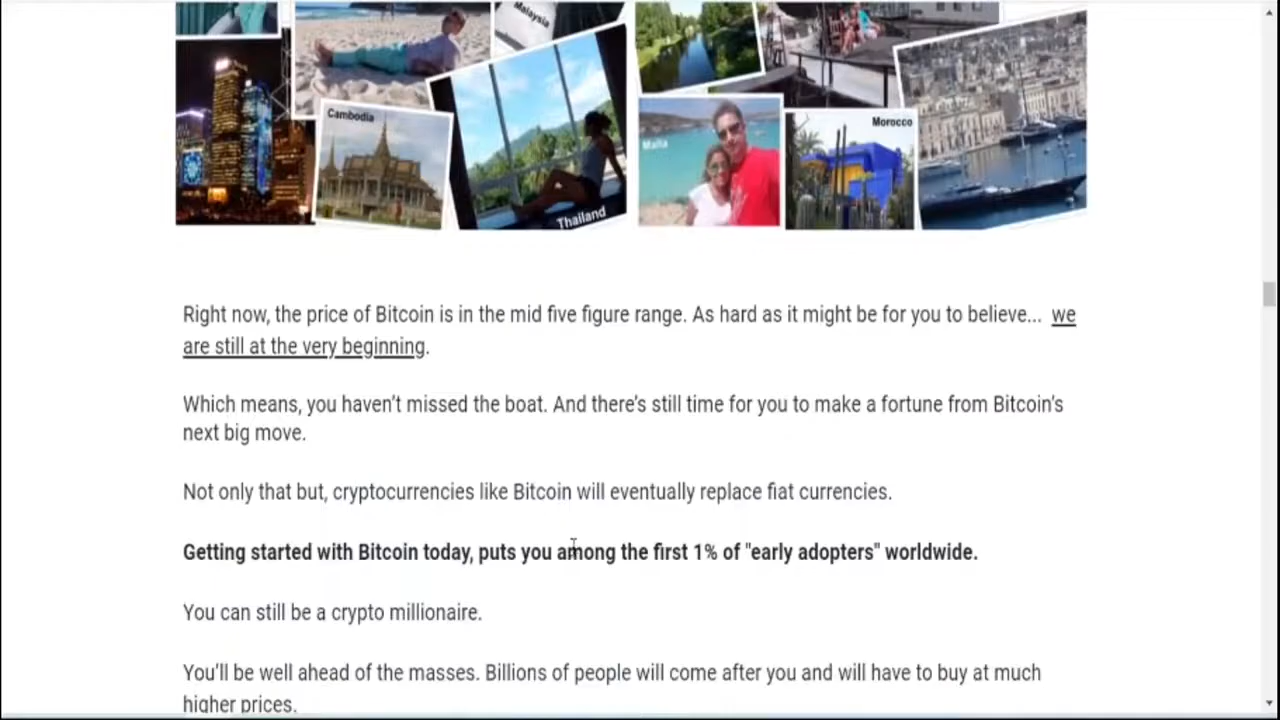 Malaysia
Cambodia
Thailand
Malta
Morocco
Right now, the price of Bitcoin is in the mid five figure range. As hard as it might be for you to believe... we
are still at the very beginning.
Which means, you haven’t missed the boat. And there’s still time for you to make a fortune from Bitcoin’s
next big move.
Not only that but, cryptocurrencies like Bitcoin will eventually replace fiat currencies.
Getting started with Bitcoin today, puts you among the first 1% of "early adopters" worldwide.
You can still be a crypto millionaire.
You’ll be well ahead of the masses. Billions of people will come after you and will have to buy at much
higher prices.